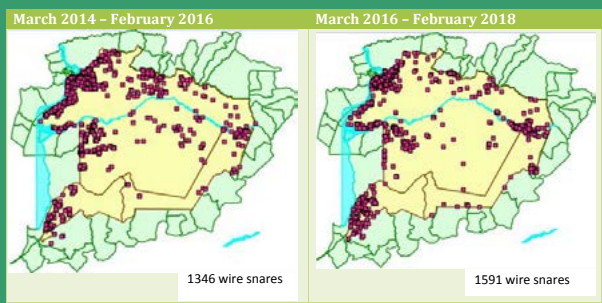 March 2014 – February 2016
March 2016 – February 2018
1346 wire snares
1591 wire snares